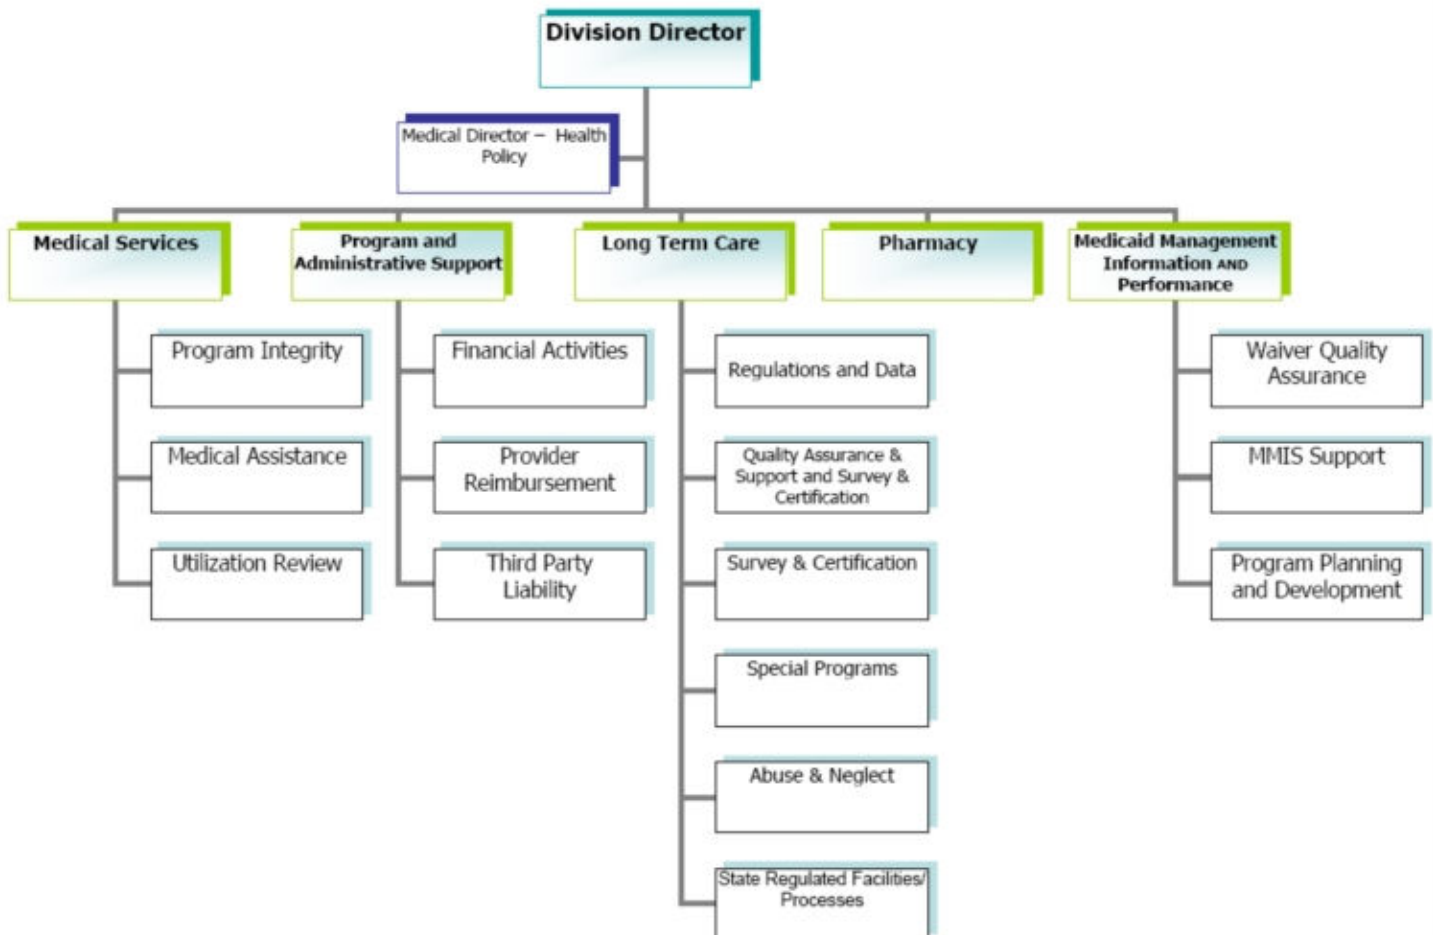 Division Director
Medical Director – Health
Policy
Medical Services
Program and
Administrative Support
Long Term Care
Pharmacy
Medicaid Management
Information AND
Performance
Program Integrity
Medical Assistance
Utilization Review
Financial Activities
Provider
Reimbursement
Third Party
Liability
Regulations and Data
Quality Assurance &
Support and Survey &
Certification
Survey & Certification
Special Programs
Abuse & Neglect
State Regulated Facilities/
Processes
Waiver Quality
Assurance
MMIS Support
Program Planning
and Development